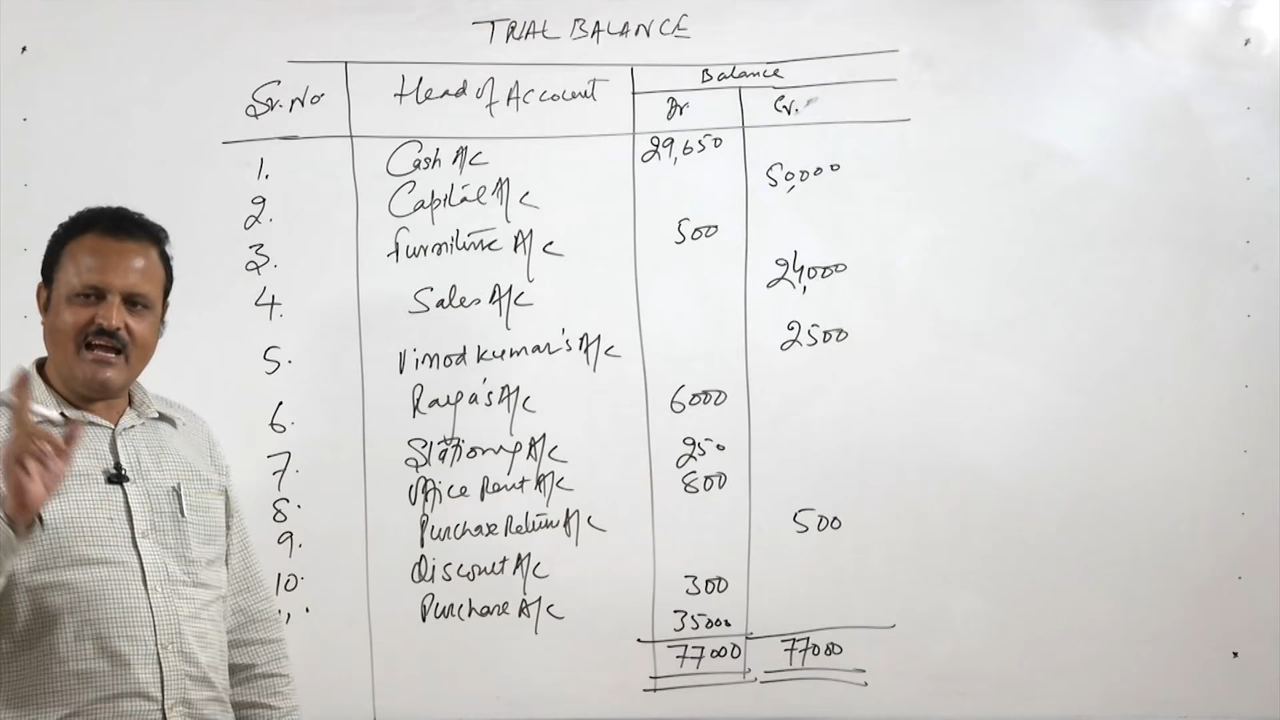 TRIAL BALANCE
Sr. No Head of Account Balance
Dr Cr.
1. Cash A/c 29,650
2. Capital A/c 50,000
3. Furniture A/c 500
4. Sales A/c 24,000
5. Vinod Kumar's A/c 2500
6. A/c 6000
7. Stationery A/c 250
8. Office Rent A/c 800
9. Purchase Return A/c 500
10. Discount A/c 300
Purchase A/c 35000
77000 77000